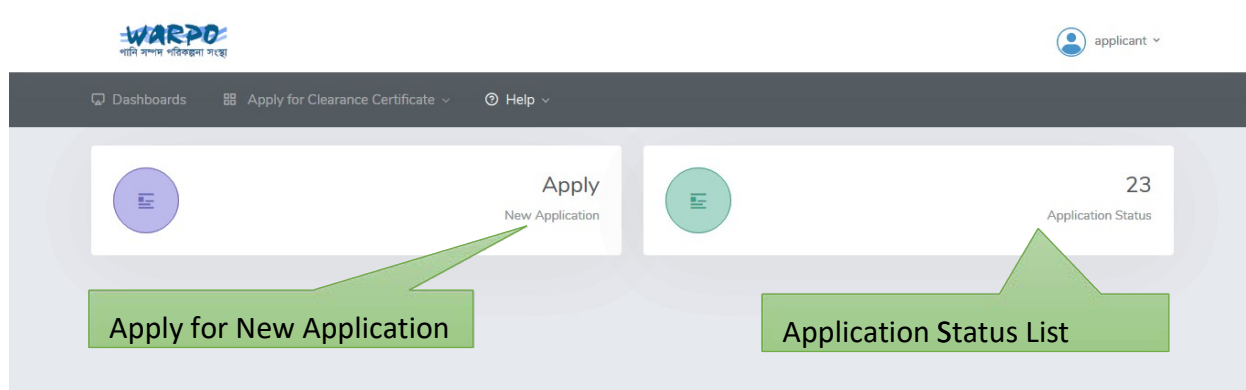 WARPO
পানি সম্পদ পরিকল্পনা সংস্থা
applicant
Dashboards Apply for Clearance Certificate Help
Apply
New Application
23
Application Status
Apply for New Application
Application Status List